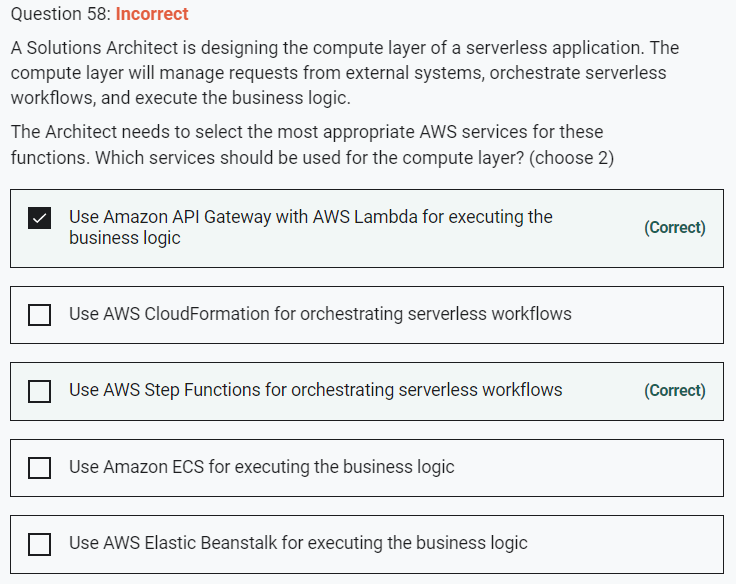 Question 58: Incorrect
A Solutions Architect is designing the compute layer of a serverless application. The
compute layer will manage requests from external systems, orchestrate serverless
workflows, and execute the business logic.
The Architect needs to select the most appropriate AWS services for these
functions. Which services should be used for the compute layer? (choose 2)
Use Amazon API Gateway with AWS Lambda for executing the
business logic
(Correct)
Use AWS CloudFormation for orchestrating serverless workflows
Use AWS Step Functions for orchestrating serverless workflows
(Correct)
Use Amazon ECS for executing the business logic
Use AWS Elastic Beanstalk for executing the business logic